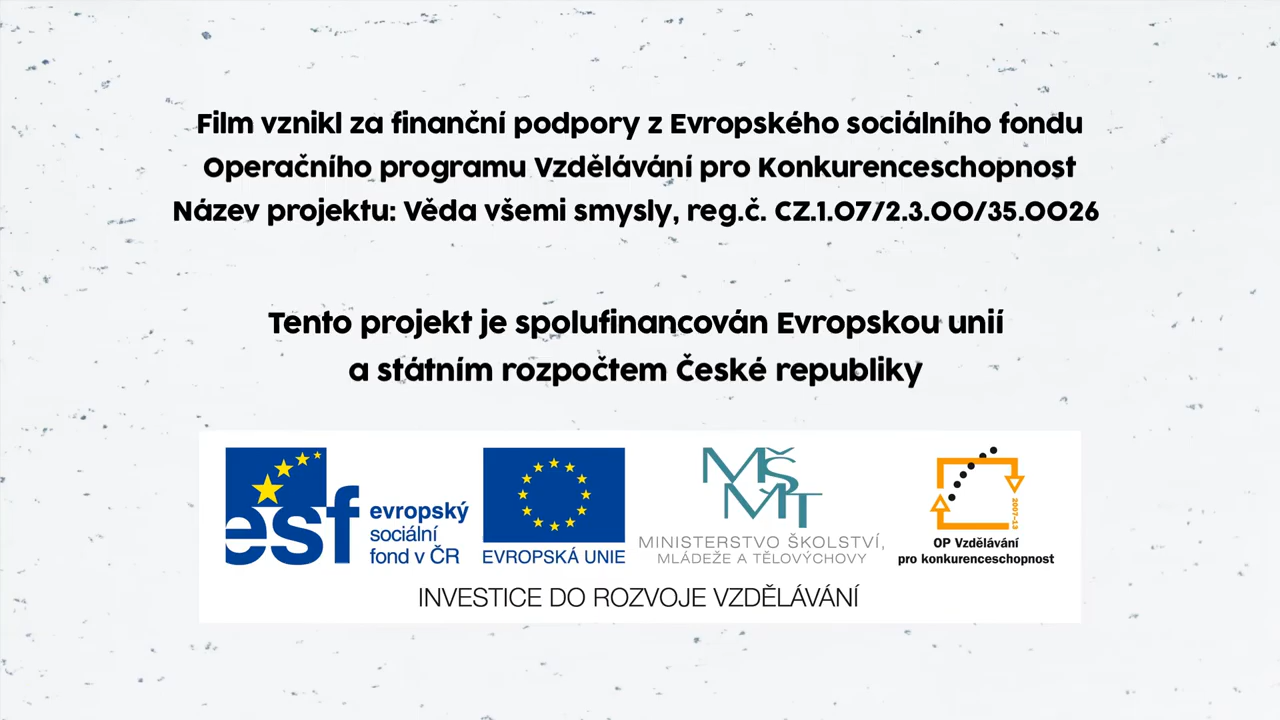 Film vznikl za finanční podpory z Evropského sociálního fondu
Operačního programu Vzdělávání pro Konkurenceschopnost
Název projektu: Věda všemi smysly, reg.č. CZ.1.07/2.3.00/35.0026
Tento projekt je spolufinancován Evropskou unií
a státním rozpočtem České republiky
esf
evropský
sociální
fond v ČR
EVROPSKÁ UNIE
MŠMT
MINISTERSTVO ŠKOLSTVÍ,
MLÁDEŽE A TĚLOVÝCHOVY
2007-13
OP Vzdělávání
pro konkurenceschopnost
INVESTICE DO ROZVOJE VZDĚLÁVÁNÍ